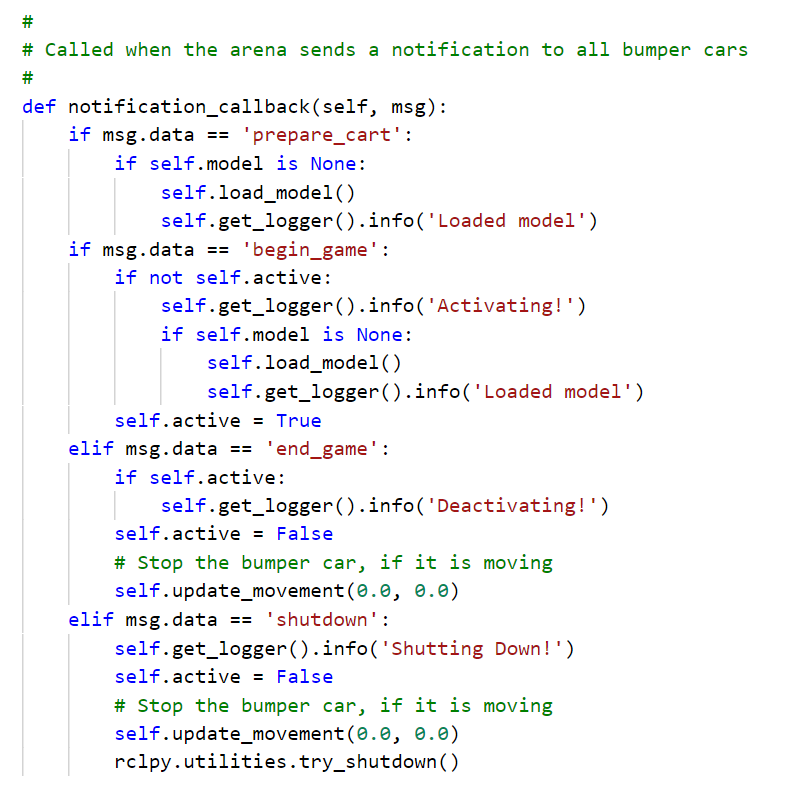 #
# Called when the arena sends a notification to all bumper cars
#
def notification_callback(self, msg):
    if msg.data == 'prepare_cart':
        if self.model is None:
            self.load_model()
            self.get_logger().info('Loaded model')
    if msg.data == 'begin_game':
        if not self.active:
            self.get_logger().info('Activating!')
            if self.model is None:
                self.load_model()
                self.get_logger().info('Loaded model')
        self.active = True
    elif msg.data == 'end_game':
        if self.active:
            self.get_logger().info('Deactivating!')
        self.active = False
        # Stop the bumper car, if it is moving
        self.update_movement(0.0, 0.0)
    elif msg.data == 'shutdown':
        self.get_logger().info('Shutting Down!')
        self.active = False
        # Stop the bumper car, if it is moving
        self.update_movement(0.0, 0.0)
        rclpy.utilities.try_shutdown()